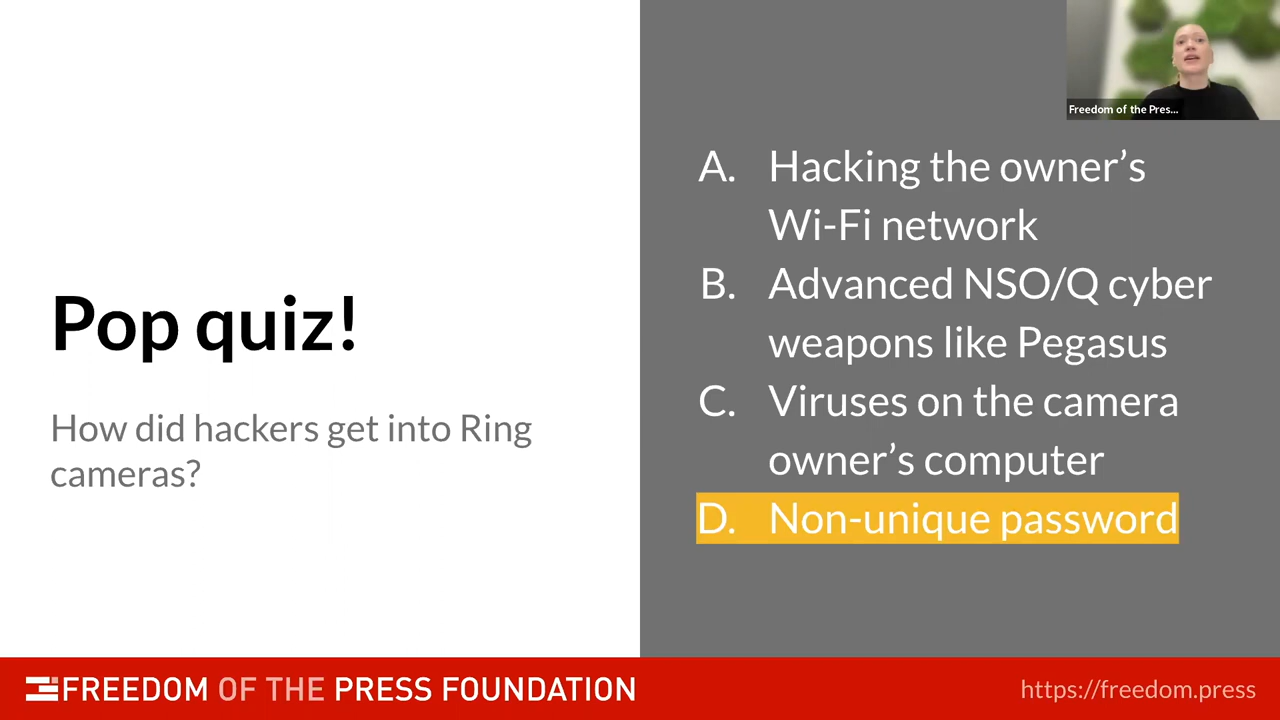 Freedom of the Pres...
Pop quiz!
How did hackers get into Ring
cameras?
A. Hacking the owner’s
Wi-Fi network
B. Advanced NSO/Q cyber
weapons like Pegasus
C. Viruses on the camera
owner’s computer
D. Non-unique password
FREEDOM OF THE PRESS FOUNDATION
https://freedom.press